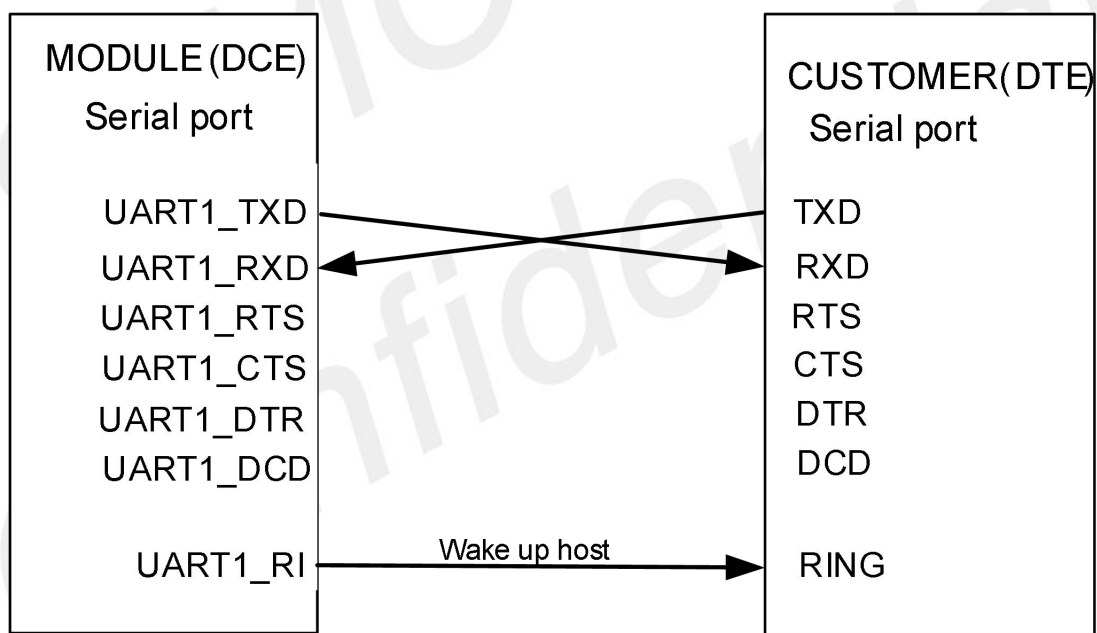 MODULE(DCE)
Serial port
UART1_TXD
UART1_RXD
UART1_RTS
UART1_CTS
UART1_DTR
UART1_DCD
UART1_RI
Wake up host
CUSTOMER(DTE)
Serial port
TXD
RXD
RTS
CTS
DTR
DCD
RING